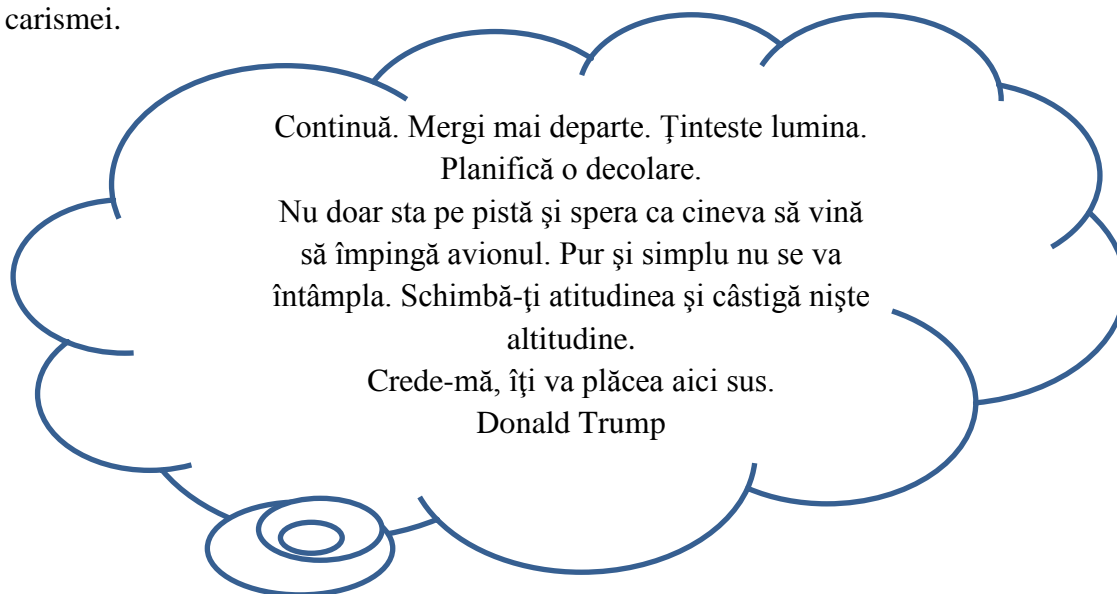 carismei.
Continuă. Mergi mai departe. Ţinteste lumina.
Planifică o decolare.
Nu doar sta pe pistă şi spera ca cineva să vină
să împingă avionul. Pur şi simplu nu se va
întâmpla. Schimbă-ţi atitudinea şi câstigă nişte
altitudine.
Crede-mă, îţi va plăcea aici sus.
Donald Trump